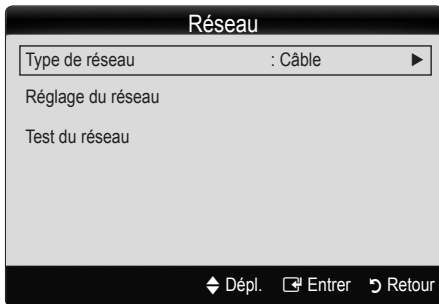 Réseau
Type de réseau : Câble ▶
Réglage du réseau
Test du réseau
Dépl. Entrer Retour